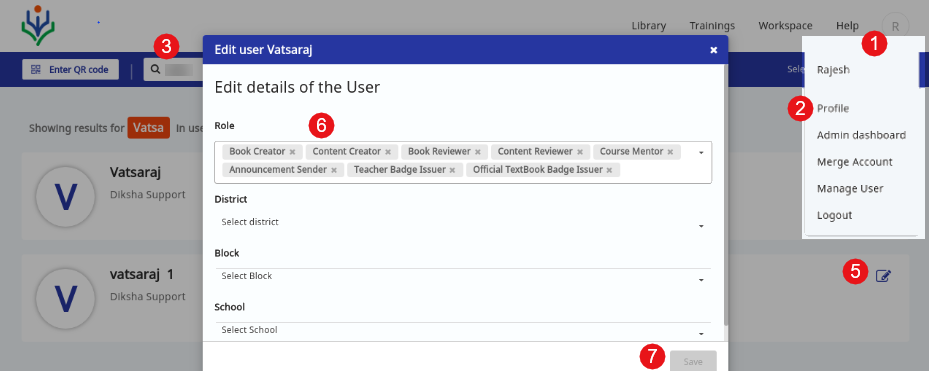 Library Trainings Workspace Help R
1
3
Edit user Vatsaraj ×
Enter QR code
Rajesh
Edit details of the User
2 Profile
Showing results for Vatsa
Role
6
Admin dashboard
Book Creator × Content Creator × Book Reviewer × Content Reviewer × Course Mentor ×
Announcement Sender × Teacher Badge Issuer × Official TextBook Badge Issuer ×
Merge Account
Manage User
Logout
V Vatsaraj
Diksha Support
District
Select district
Block
Select Block
V vatsaraj 1
Diksha Support
5
School
Select School
7 Save